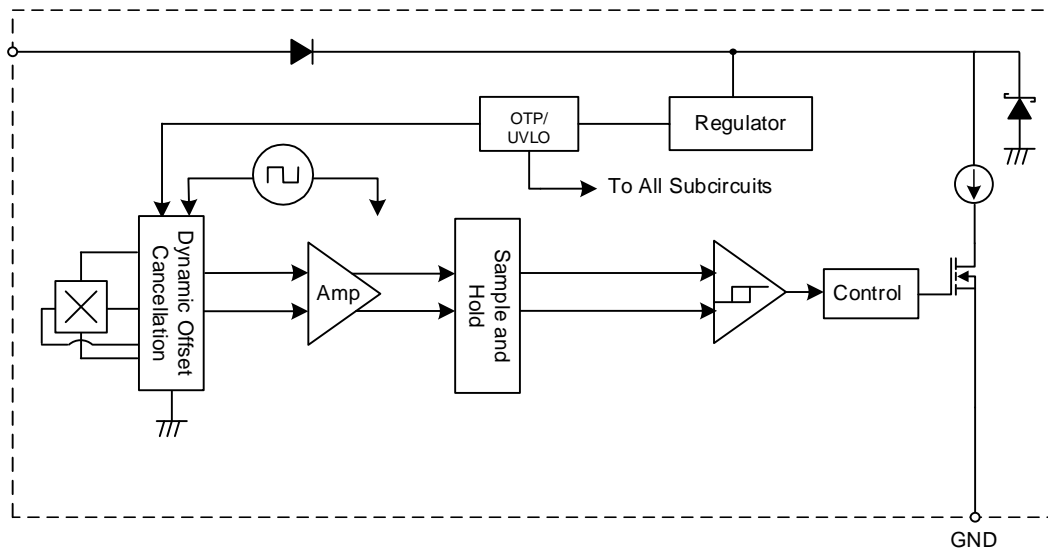 OTP/
UVLO
Regulator
To All Subcircuits
Dynamic Offset
Cancellation
Amp
Sample and
Hold
Control
GND